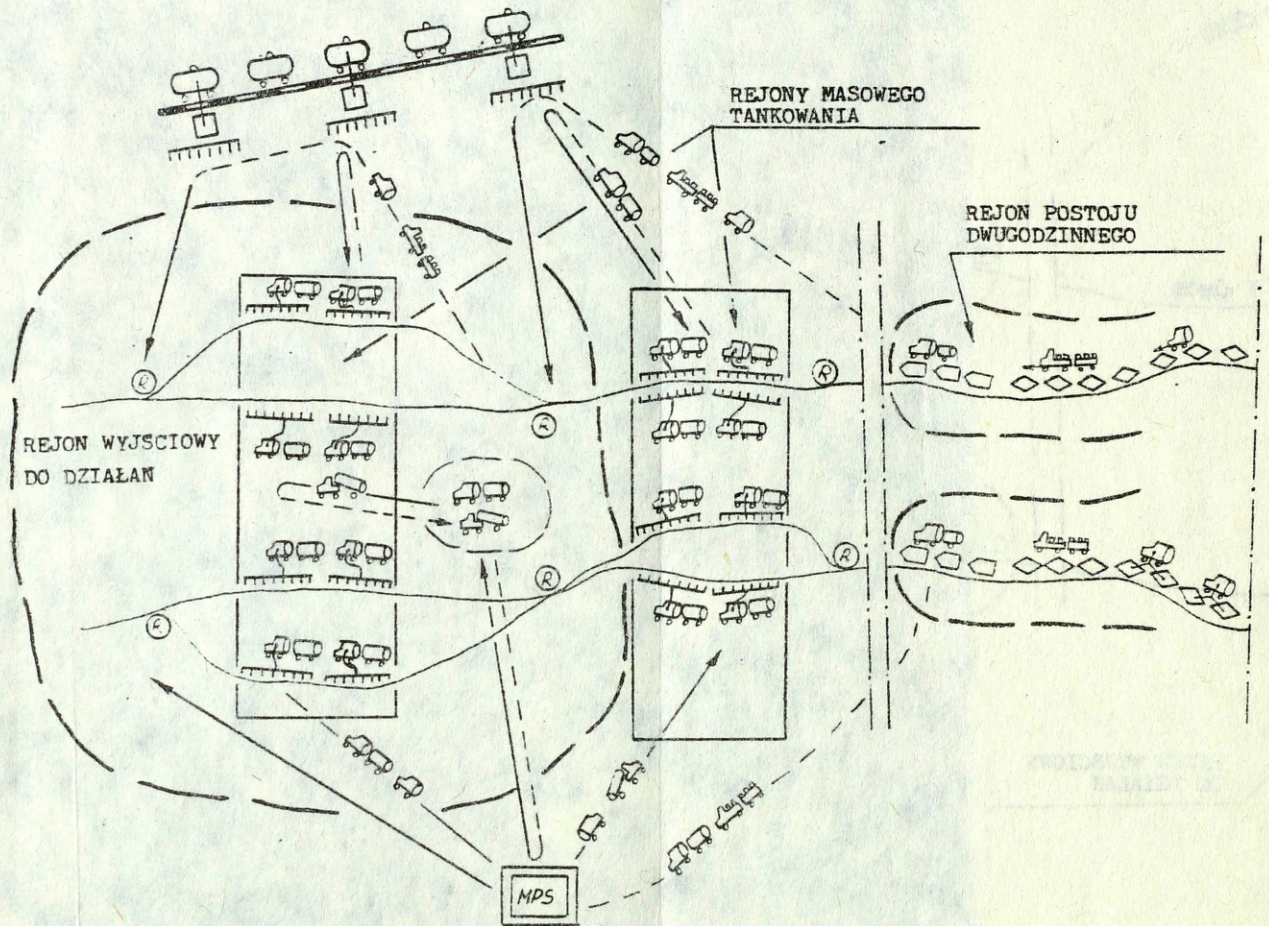 REJONY MASOWEGO
TANKOWANIA
REJON POSTOJU
DWUGODZINNEGO
R
R
R
REJON WYJSCIOWY
DO DZIAŁAN
R
R
R
MPS